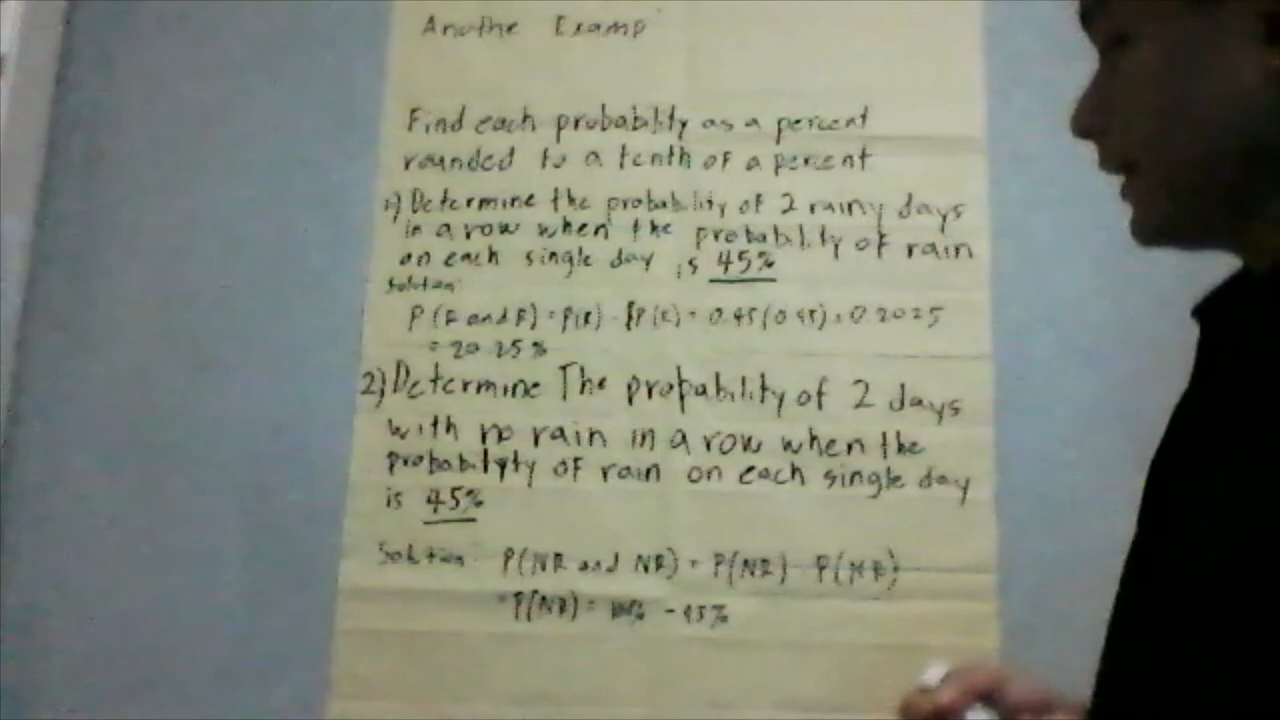 Anothe Examp
Find each probability as a percent
rounded to a tenth of a percent
1) Determine the probability of 2 rainy days
in a row when the probability of rain
on each single day is 45%
Solution:
P(R and R) = P(R) · P(R) = 0.45(0.45) = 0.2025
= 20.25%
2) Determine The probability of 2 days
with no rain in a row when the
probabilyty of rain on each single day
is 45%
Solution: P(NR and NR) = P(NR) · P(NR)
= P(NR) = 100% - 45%